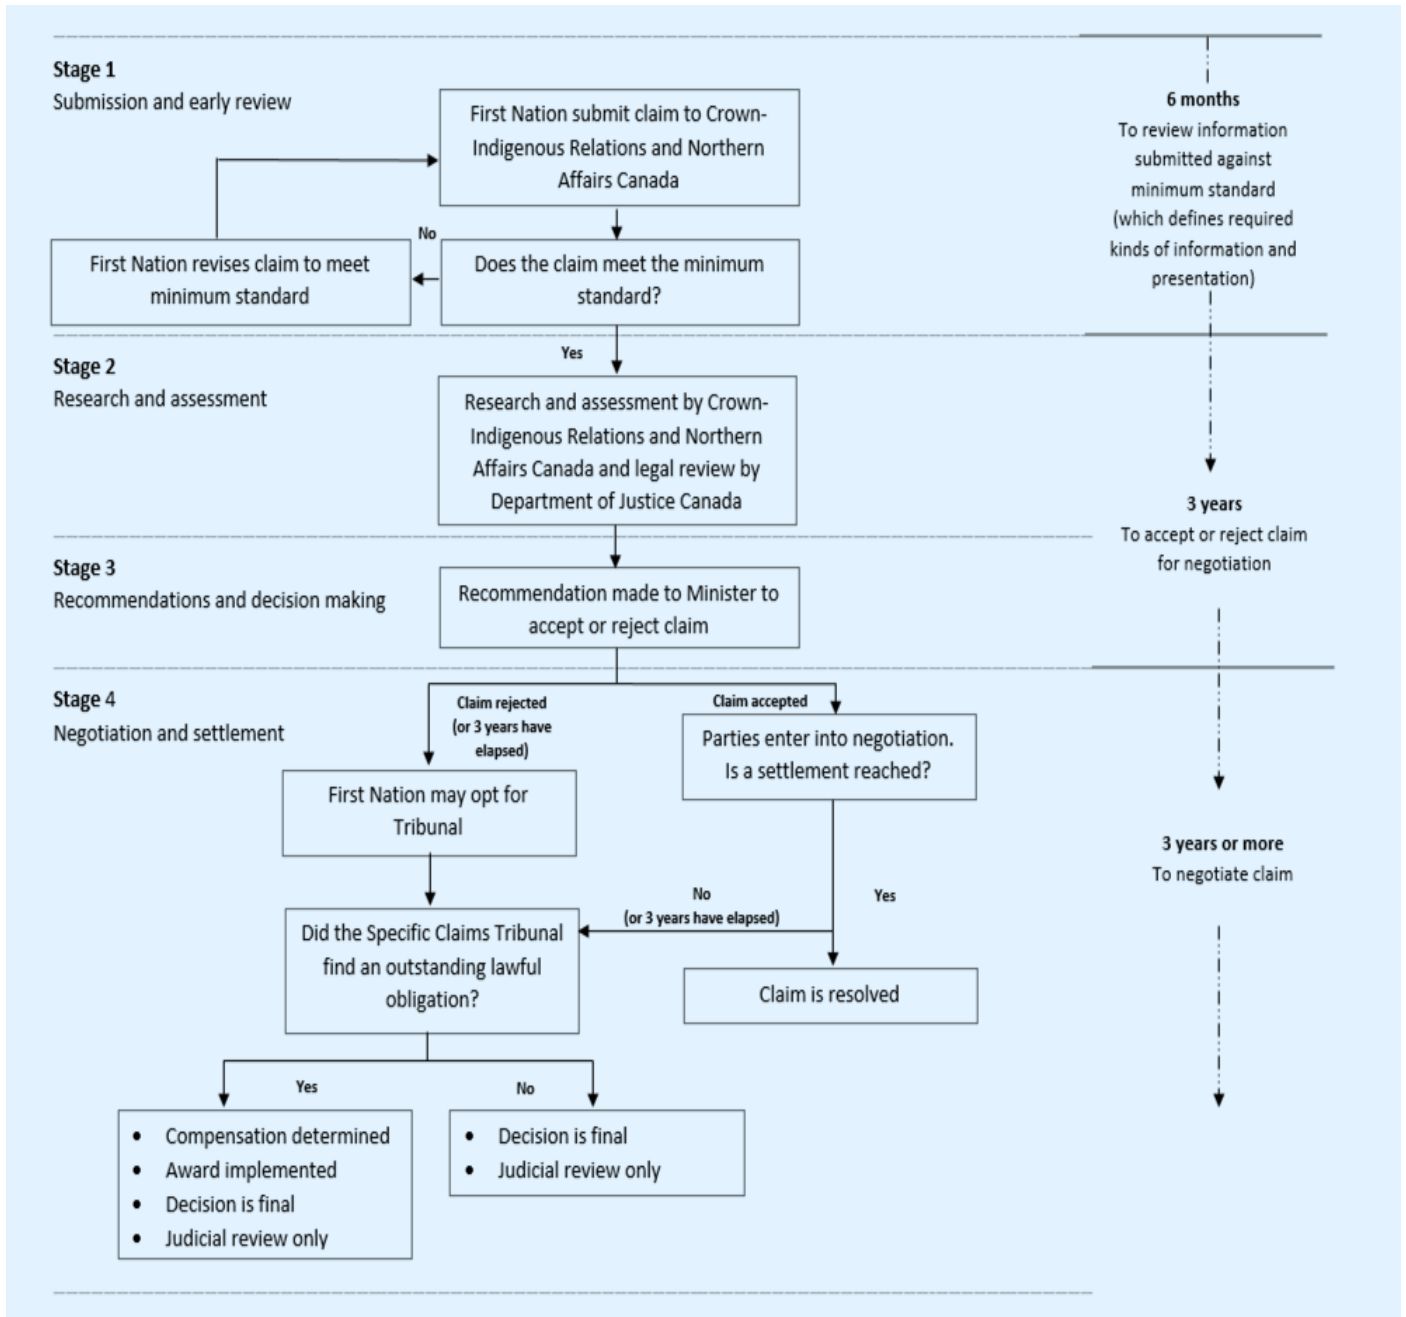 Stage 1
Submission and early review
First Nation submit claim to Crown-
Indigenous Relations and Northern
Affairs Canada
6 months
To review information
submitted against
minimum standard
(which defines required
kinds of information and
presentation)
No
First Nation revises claim to meet
minimum standard
Does the claim meet the minimum
standard?
Yes
Stage 2
Research and assessment
Research and assessment by Crown-
Indigenous Relations and Northern
Affairs Canada and legal review by
Department of Justice Canada
3 years
To accept or reject claim
for negotiation
Stage 3
Recommendations and decision making
Recommendation made to Minister to
accept or reject claim
Stage 4
Negotiation and settlement
Claim rejected
(or 3 years have
elapsed)
Claim accepted
Parties enter into negotiation.
Is a settlement reached?
First Nation may opt for
Tribunal
3 years or more
To negotiate claim
No
(or 3 years have elapsed)
Yes
Did the Specific Claims Tribunal
find an outstanding lawful
obligation?
Claim is resolved
Yes
No
• Compensation determined
• Award implemented
• Decision is final
• Judicial review only
• Decision is final
• Judicial review only